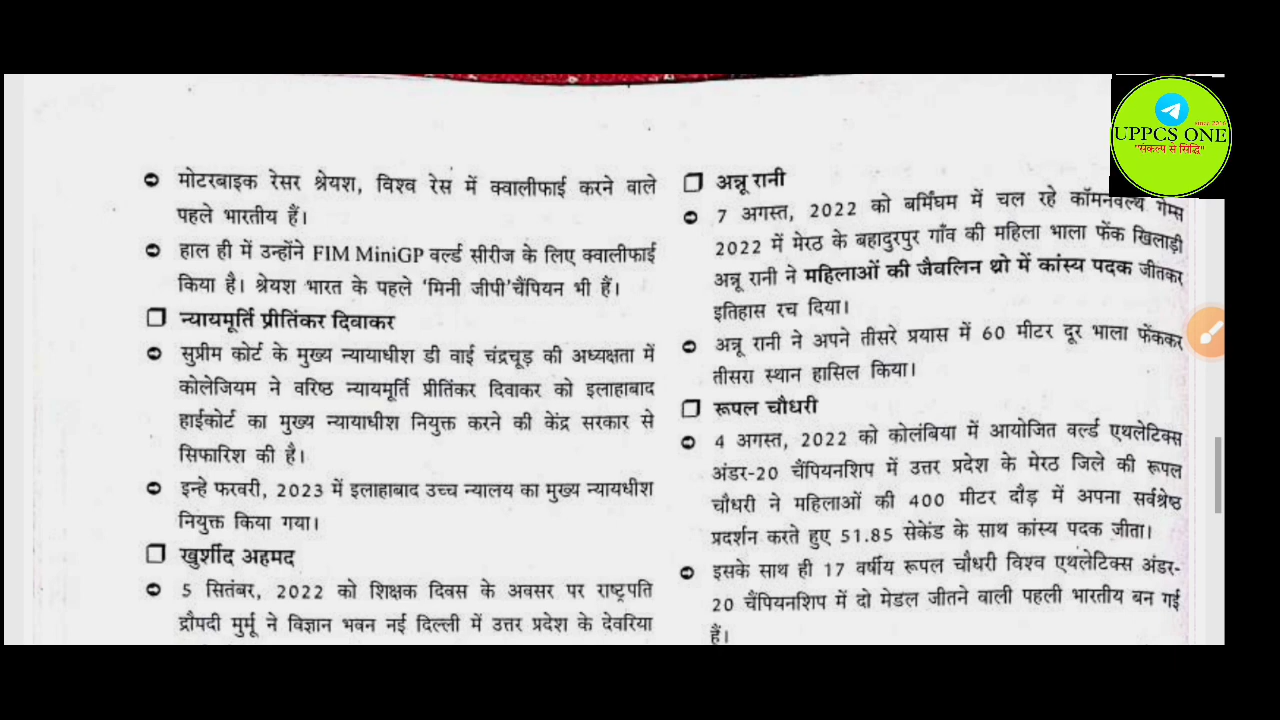 मोटरबाइक रेसर श्रेयश, विश्व रेस में क्वालीफाई करने वाले
पहले भारतीय हैं।
हाल ही में उन्होंने FIM MiniGP वर्ल्ड सीरीज के लिए क्वालीफाई
किया है। श्रेयश भारत के पहले 'मिनी जीपी'चैंपियन भी हैं।
न्यायमूर्ति प्रीतिंकर दिवाकर
सुप्रीम कोर्ट के मुख्य न्यायाधीश डी वाई चंद्रचूड़ की अध्यक्षता में
कोलेजियम ने वरिष्ठ न्यायमूर्ति प्रीतिंकर दिवाकर को इलाहाबाद
हाईकोर्ट का मुख्य न्यायाधीश नियुक्त करने की केंद्र सरकार से
सिफारिश की है।
इन्हे फरवरी, 2023 में इलाहाबाद उच्च न्यालय का मुख्य न्यायधीश
नियुक्त किया गया।
खुर्शीद अहमद
5 सितंबर, 2022 को शिक्षक दिवस के अवसर पर राष्ट्रपति
द्रौपदी मुर्मू ने विज्ञान भवन नई दिल्ली में उत्तर प्रदेश के देवरिया
अन्नू रानी
7 अगस्त, 2022 को बर्मिंघम में चल रहे कॉमनवेल्थ गेम्स
2022 में मेरठ के बहादुरपुर गाँव की महिला भाला फेंक खिलाड़ी
अन्नू रानी ने महिलाओं की जैवलिन थ्रो में कांस्य पदक जीतकर
इतिहास रच दिया।
अन्नू रानी ने अपने तीसरे प्रयास में 60 मीटर दूर भाला फेंककर
तीसरा स्थान हासिल किया।
रूपल चौधरी
4 अगस्त, 2022 को कोलंबिया में आयोजित वर्ल्ड एथलेटिक्स
अंडर-20 चैंपियनशिप में उत्तर प्रदेश के मेरठ जिले की रूपल
चौधरी ने महिलाओं की 400 मीटर दौड़ में अपना सर्वश्रेष्ठ
प्रदर्शन करते हुए 51.85 सेकेंड के साथ कांस्य पदक जीता।
इसके साथ ही 17 वर्षीय रूपल चौधरी विश्व एथलेटिक्स अंडर-
20 चैंपियनशिप में दो मेडल जीतने वाली पहली भारतीय बन गई
हैं।
UPPCS ONE
"संकल्प से सिद्धि"